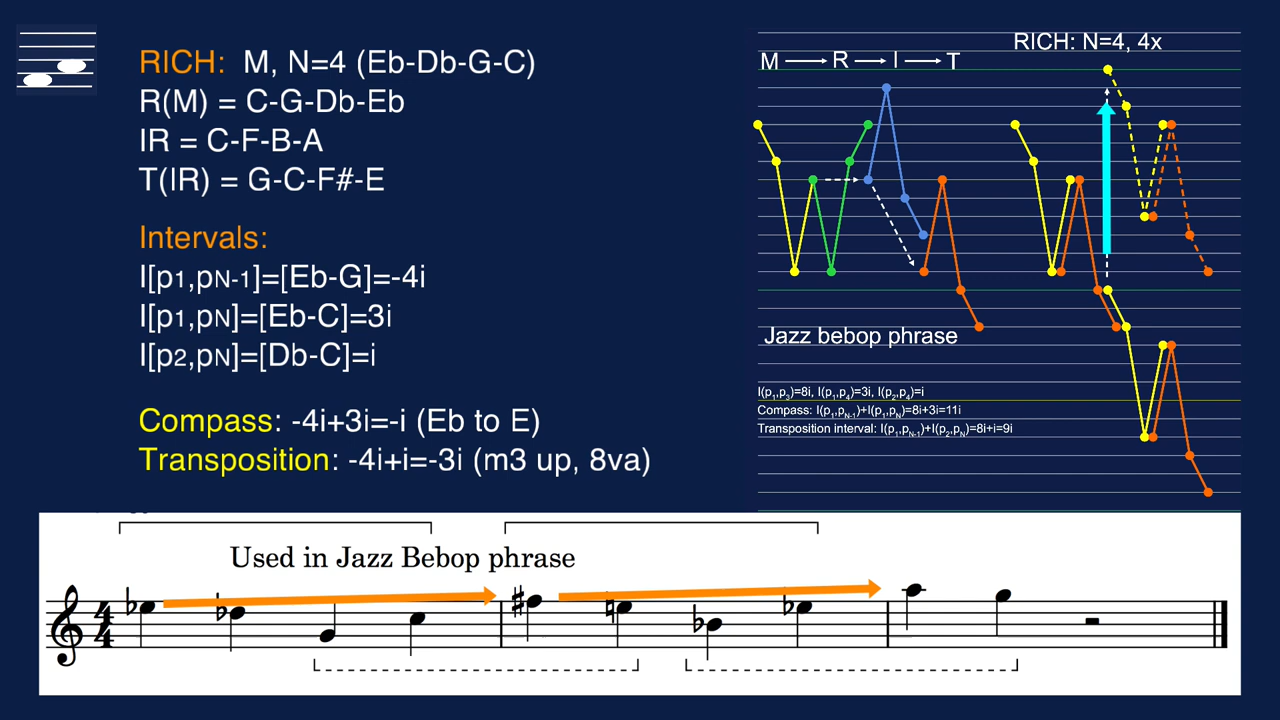 RICH: M, N=4 (Eb-Db-G-C)
R(M) = C-G-Db-Eb
IR = C-F-B-A
T(IR) = G-C-F#-E
Intervals:
I[p1,pN-1]=[Eb-G]=-4i
I[p1,pN]=[Eb-C]=3i
I[p2,pN]=[Db-C]=i
Compass: -4i+3i=-i (Eb to E)
Transposition: -4i+i=-3i (m3 up, 8va)
RICH: N=4, 4x
M → R → I → T
Jazz bebop phrase
I(p1,p3)=8i, I(p1,p4)=3i, I(p2,p4)=i
Compass: I(p1,pN-1)+I(p1,pN)=8i+3i=11i
Transposition interval: I(p1,pN-1)+I(p2,pN)=8i+i=9i
Used in Jazz Bebop phrase
4
4